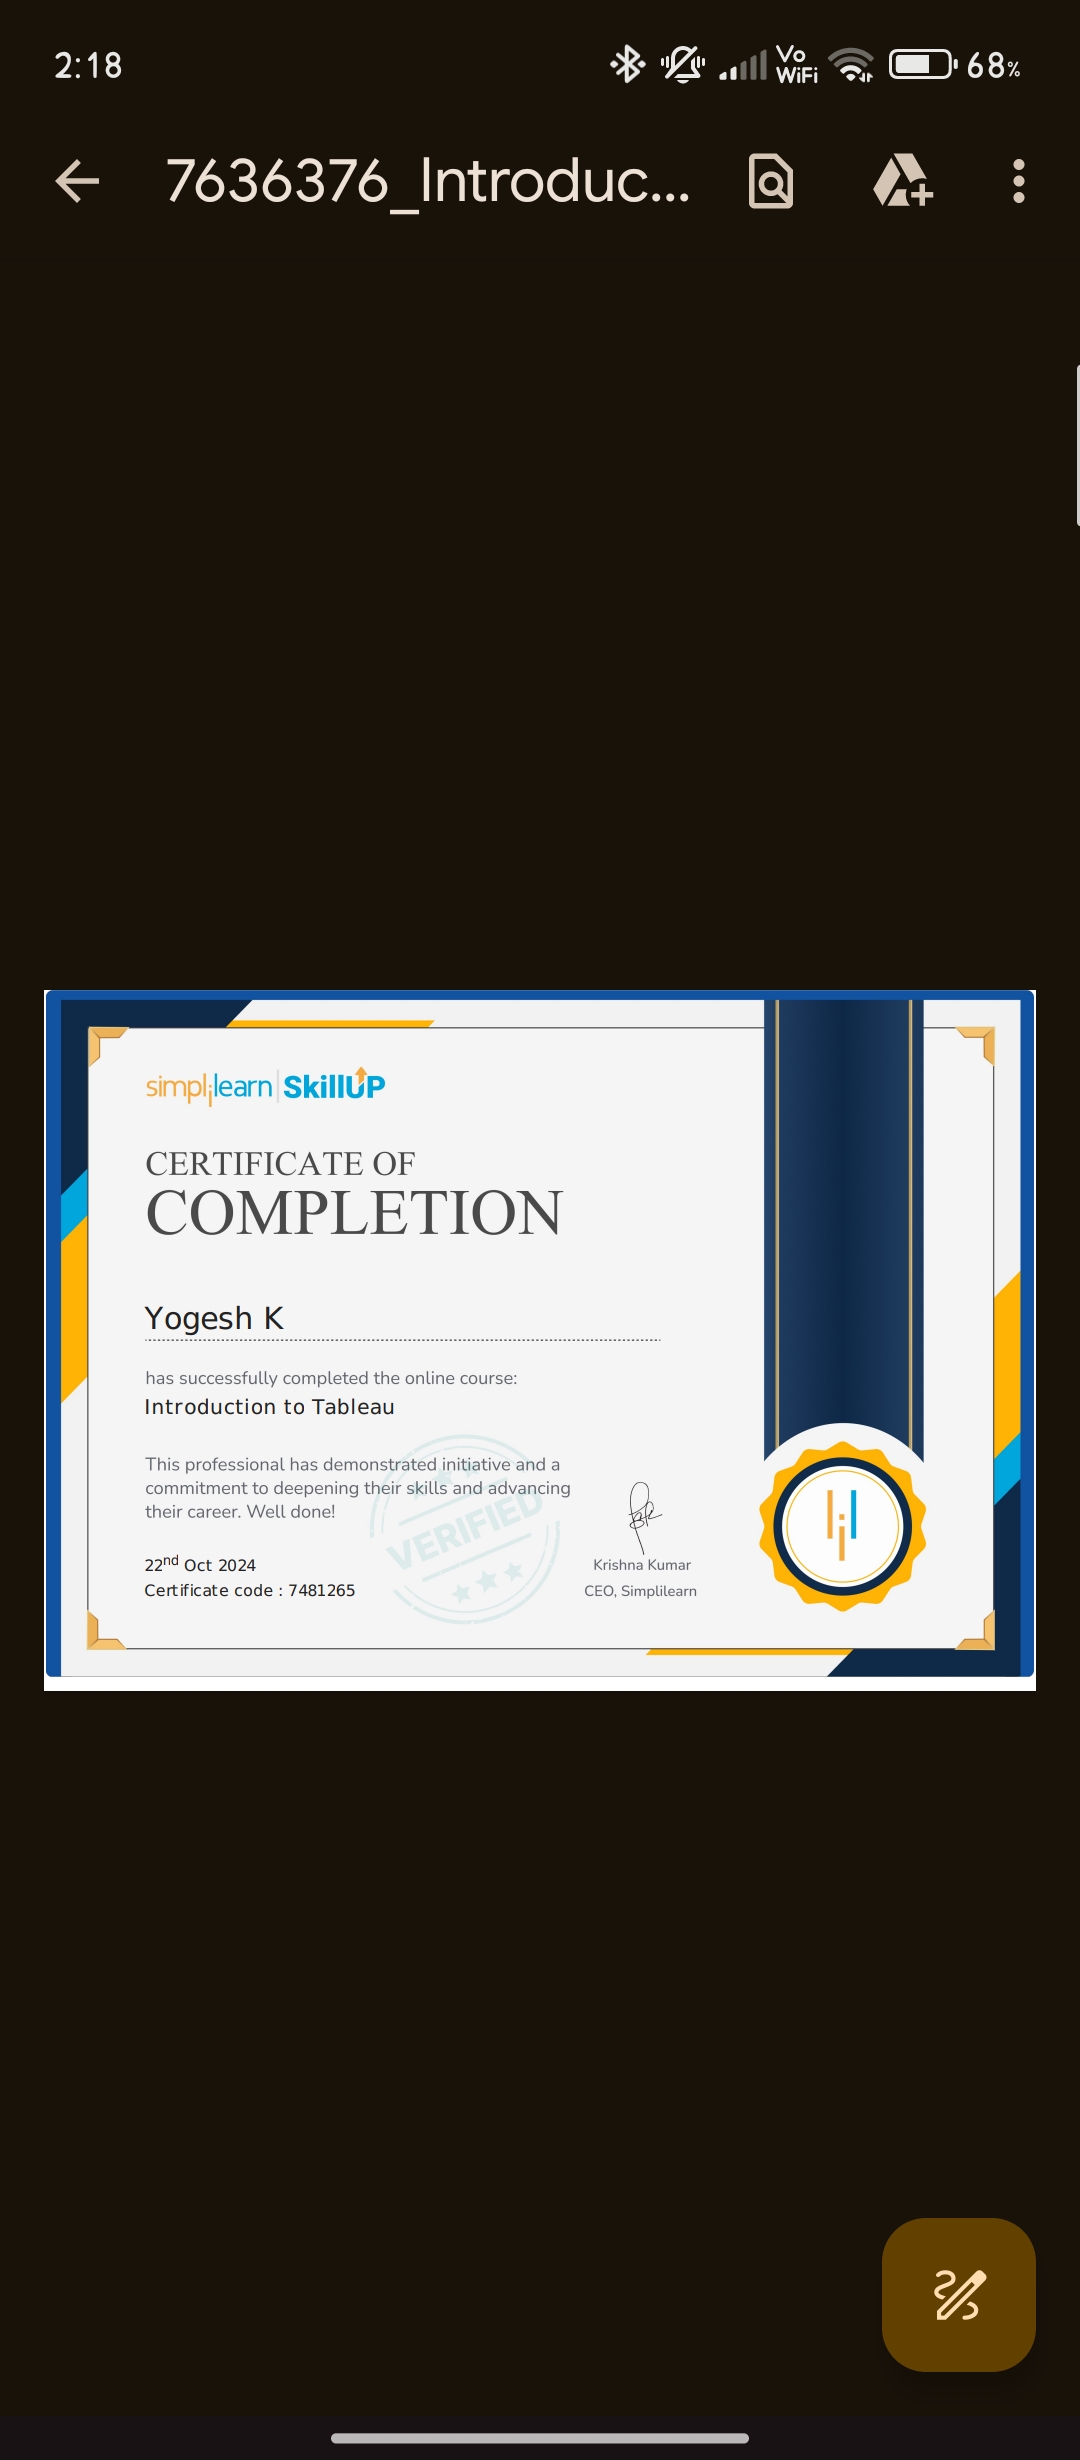 2:18
Vo
WiFi
68%
7636376_Introduc...
simplilearn SkillUP
CERTIFICATE OF
COMPLETION
Yogesh K
has successfully completed the online course:
Introduction to Tableau
This professional has demonstrated initiative and a
commitment to deepening their skills and advancing
their career. Well done!
VERIFIED
22nd Oct 2024
Certificate code : 7481265
Krishna Kumar
CEO, Simplilearn